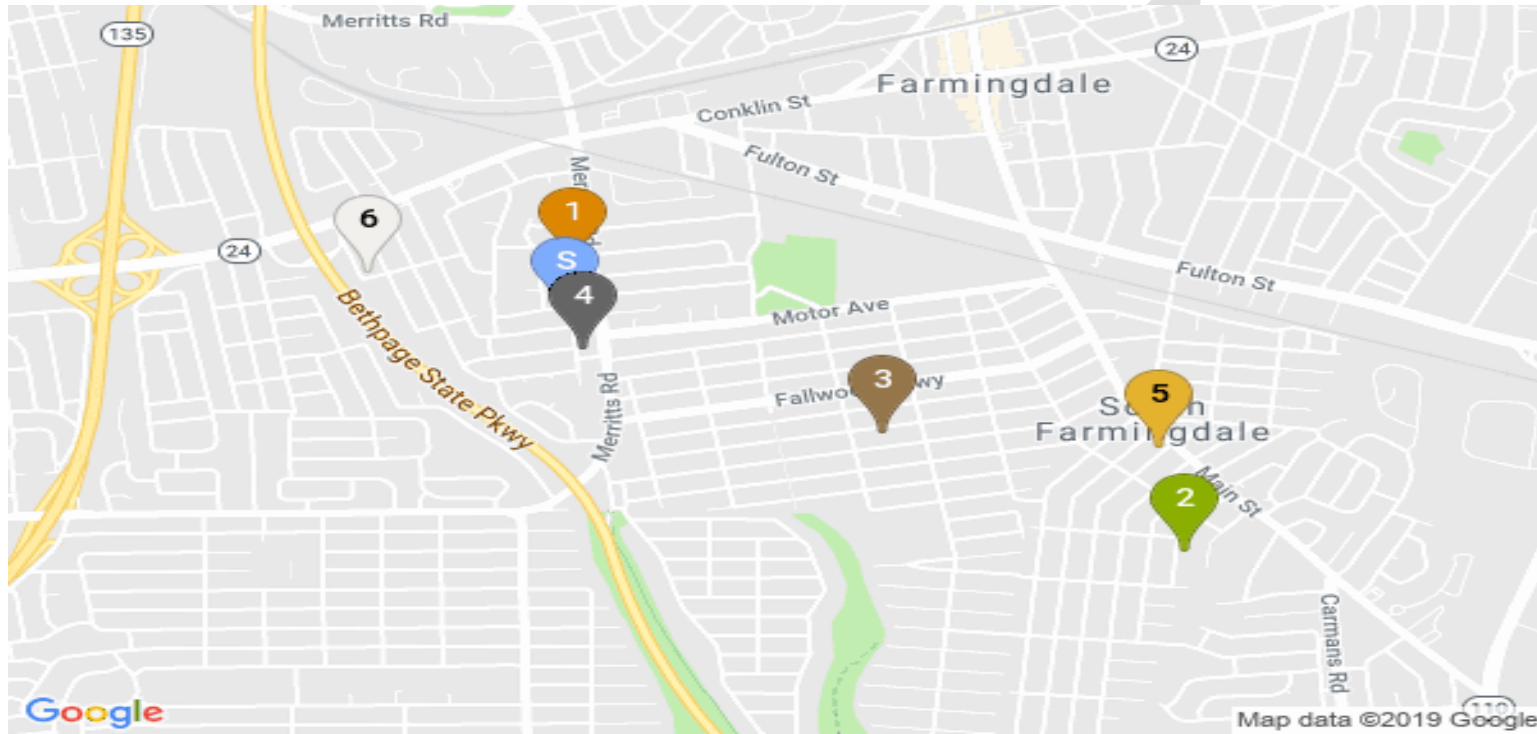 Merritts Rd
135
24
Farmingdale
Conklin St
Fulton St
Mer
d
1
6
S
24
4
Fulton St
Motor Ave
Bethpage State Pkwy
3
Fallwo
wy
5
S
h
Farmingdale
Merritts Rd
2
Main St
Carmans Rd
110
Google
Map data ©2019 Google